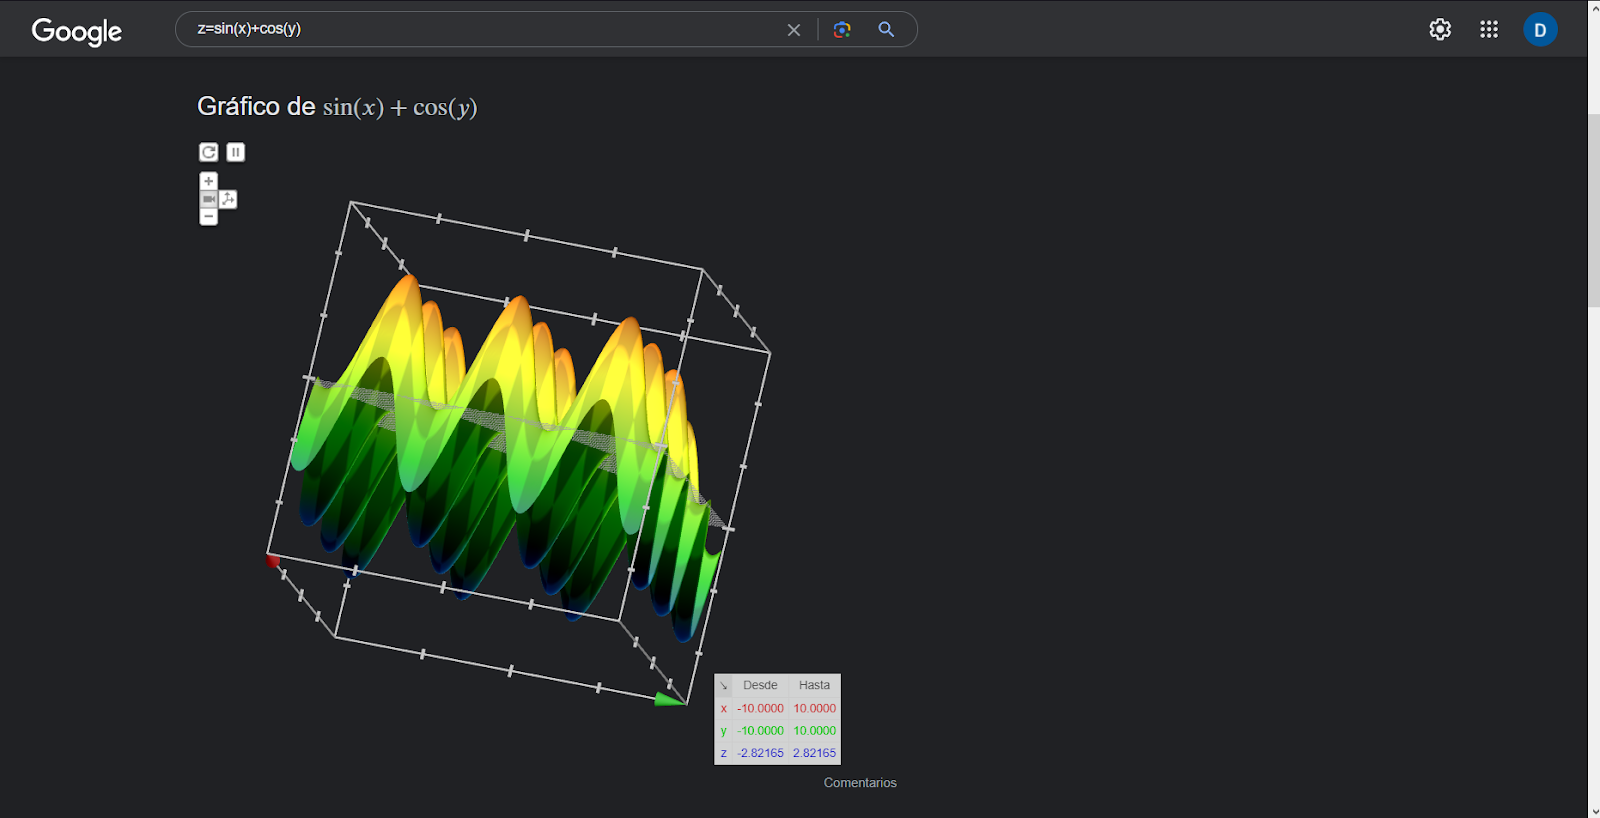 Google
z=sin(x)+cos(y)
D
Gráfico de sin(x) + cos(y)
Desde Hasta
x -10.0000 10.0000
y -10.0000 10.0000
z -2.82165 2.82165
Comentarios